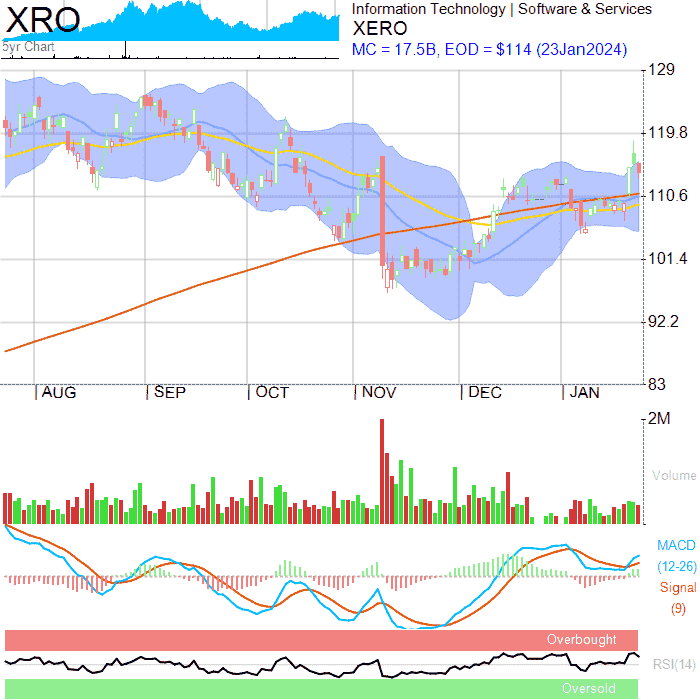 XRO
5yr Chart
Information Technology | Software & Services
XERO
MC = 17.5B, EOD = $114 (23Jan2024)
129
119.8
110.6
101.4
92.2
83
AUG SEP OCT NOV DEC JAN
2M
Volume
MACD
(12-26)
Signal
(9)
Overbought
RSI(14)
Oversold